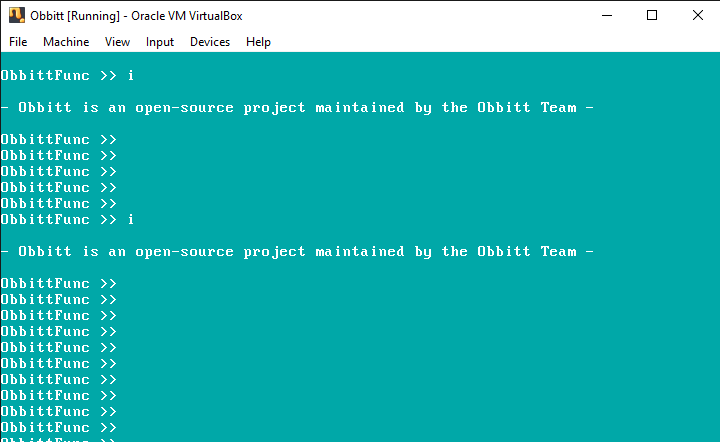 Obbitt [Running] - Oracle VM VirtualBox
File Machine View Input Devices Help
ObbittFunc >> i
- Obbitt is an open-source project maintained by the Obbitt Team -
ObbittFunc >>
ObbittFunc >>
ObbittFunc >>
ObbittFunc >>
ObbittFunc >>
ObbittFunc >> i
- Obbitt is an open-source project maintained by the Obbitt Team -
ObbittFunc >>
ObbittFunc >>
ObbittFunc >>
ObbittFunc >>
ObbittFunc >>
ObbittFunc >>
ObbittFunc >>
ObbittFunc >>
ObbittFunc >>
ObbittFunc >>